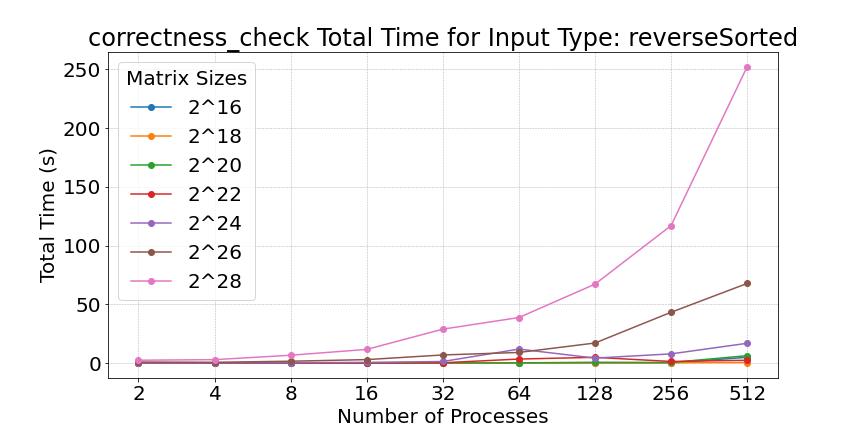 correctness_check Total Time for Input Type: reverseSorted
Total Time (s)
250
200
150
100
50
0
Matrix Sizes
2^16
2^18
2^20
2^22
2^24
2^26
2^28
2 4 8 16 32 64 128 256 512
Number of Processes